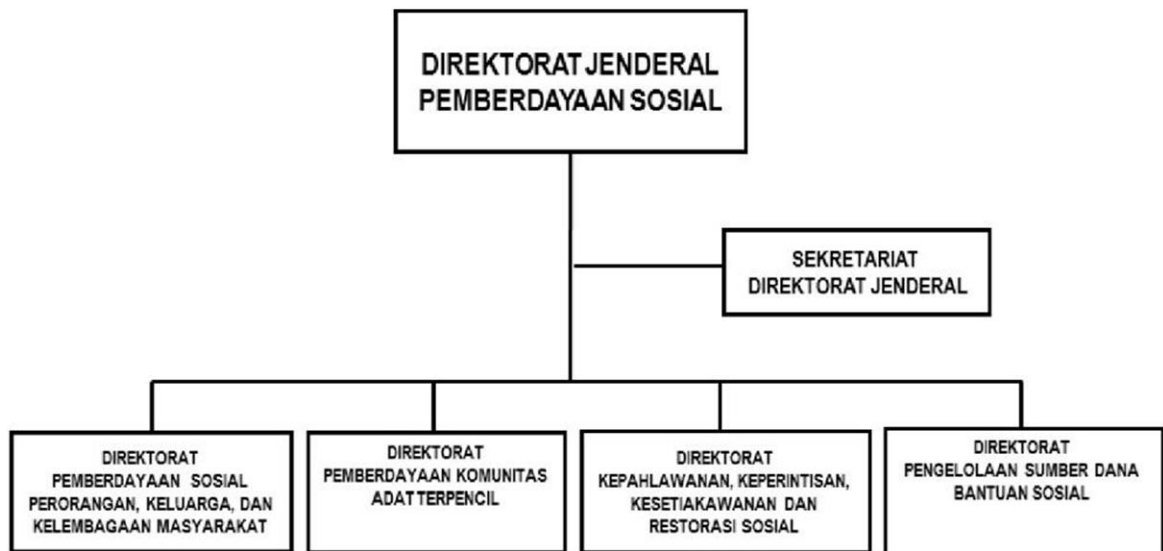 DIREKTORAT JENDERAL
PEMBERDAYAAN SOSIAL
SEKRETARIAT
DIREKTORAT JENDERAL
DIREKTORAT
PEMBERDAYAAN SOSIAL
PERORANGAN, KELUARGA, DAN
KELEMBAGAAN MASYARAKAT
DIREKTORAT
PEMBERDAYAAN KOMUNITAS
ADAT TERPENCIL
DIREKTORAT
KEPAHLAWANAN, KEPERINTISAN,
KESETIAKAWANAN DAN
RESTORASI SOSIAL
DIREKTORAT
PENGELOLAAN SUMBER DANA
BANTUAN SOSIAL